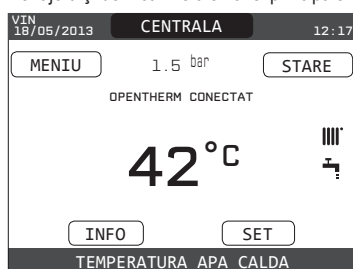 VIN
18/05/2013 CENTRALA 12:17
MENIU 1.5 bar STARE
OPENTHERM CONECTAT
42°C
INFO SET
TEMPERATURA APA CALDA